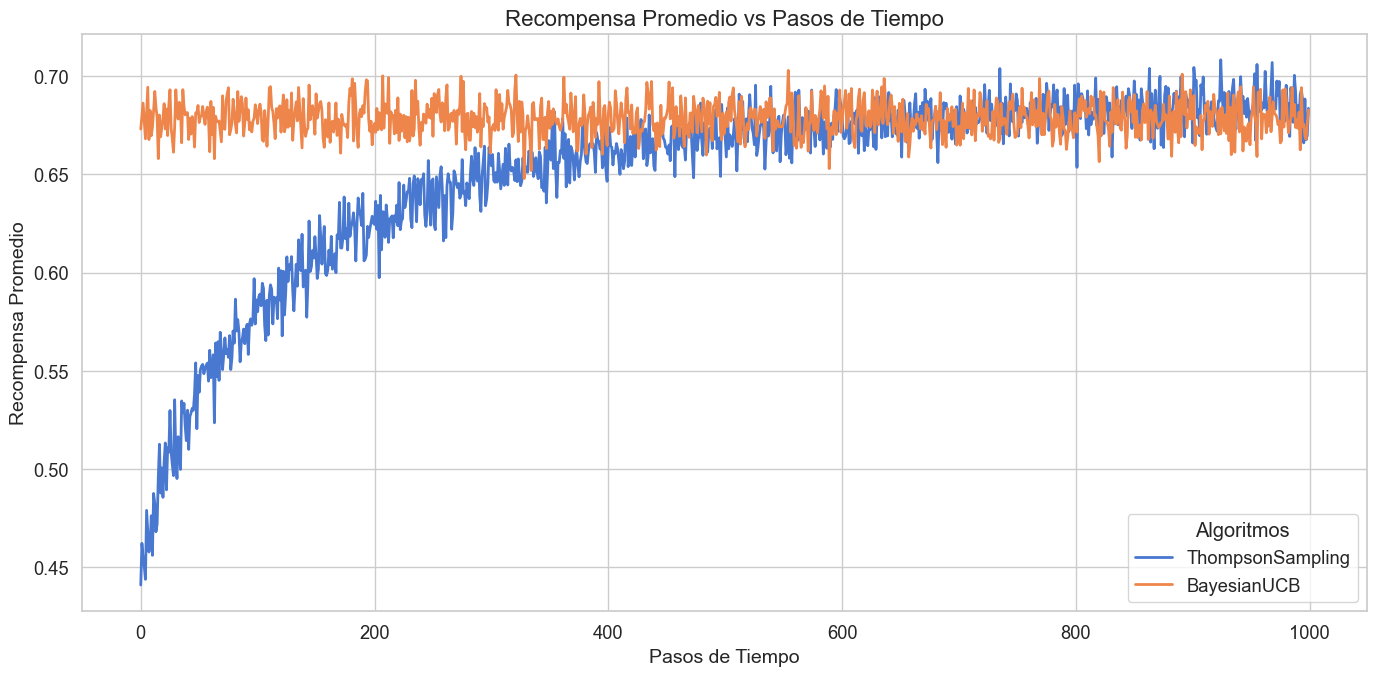 Recompensa Promedio vs Pasos de Tiempo
Recompensa Promedio
0.70
0.65
0.60
0.55
0.50
0.45
0
200
400
600
800
1000
Pasos de Tiempo
Algoritmos
ThompsonSampling
BayesianUCB